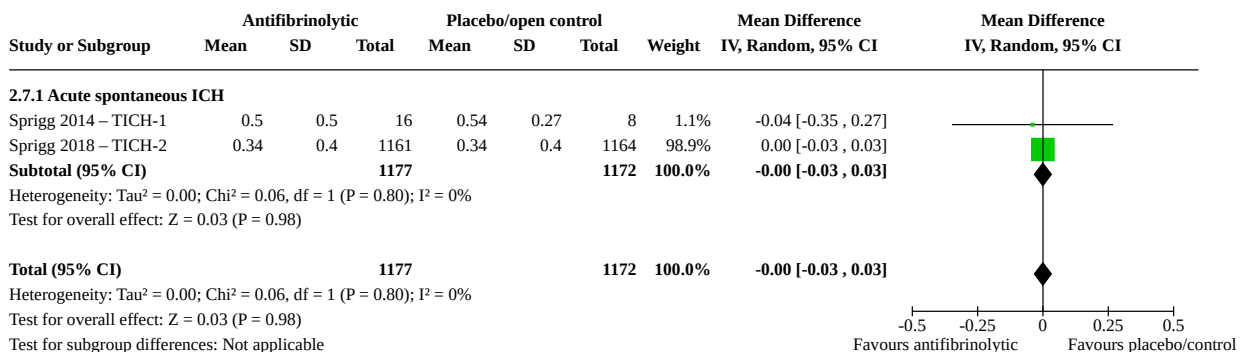 Antifibrinolytic Placebo/open control Mean Difference Mean Difference
Study or Subgroup Mean SD Total Mean SD Total Weight IV, Random, 95% CI IV, Random, 95% CI
2.7.1 Acute spontaneous ICH
Sprigg 2014 – TICH-1 0.5 0.5 16 0.54 0.27 8 1.1% -0.04 [-0.35 , 0.27]
Sprigg 2018 – TICH-2 0.34 0.4 1161 0.34 0.4 1164 98.9% 0.00 [-0.03 , 0.03]
Subtotal (95% CI) 1177 1172 100.0% -0.00 [-0.03 , 0.03]
Heterogeneity: Tau² = 0.00; Chi² = 0.06, df = 1 (P = 0.80); I² = 0%
Test for overall effect: Z = 0.03 (P = 0.98)
Total (95% CI) 1177 1172 100.0% -0.00 [-0.03 , 0.03]
Heterogeneity: Tau² = 0.00; Chi² = 0.06, df = 1 (P = 0.80); I² = 0%
Test for overall effect: Z = 0.03 (P = 0.98) -0.5 -0.25 0 0.25 0.5
Test for subgroup differences: Not applicable Favours antifibrinolytic Favours placebo/control